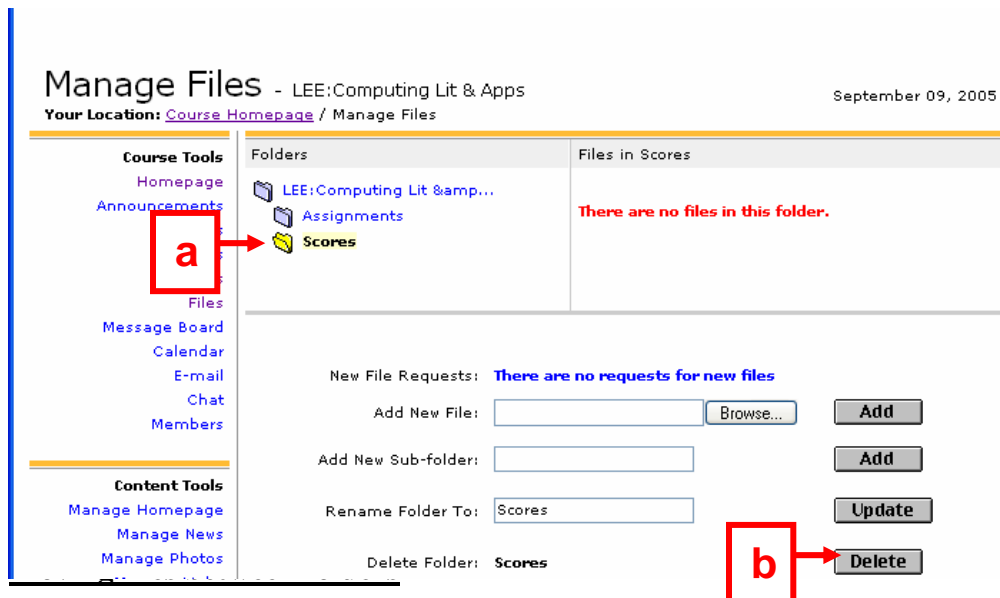 Manage Files - LEE:Computing Lit & Apps
September 09, 2005
Your Location: Course Homepage / Manage Files
Course Tools
Homepage
Announcements
Files
Message Board
Calendar
E-mail
Chat
Members
Content Tools
Manage Homepage
Manage News
Manage Photos
Folders
LEE:Computing Lit &amp...
Assignments
Scores
a
Files in Scores
There are no files in this folder.
New File Requests: There are no requests for new files
Add New File: Browse... Add
Add New Sub-folder: Add
Rename Folder To: Scores Update
Delete Folder: Scores b Delete